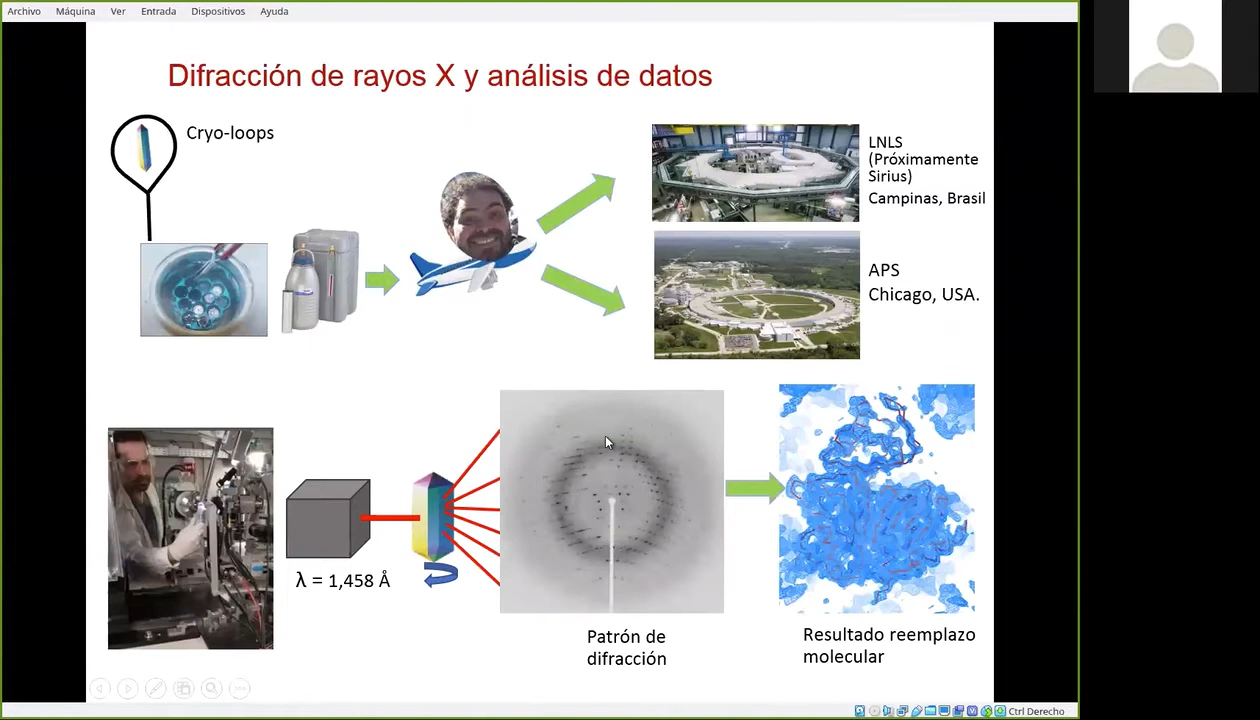 Archivo Máquina Ver Entrada Dispositivos Ayuda
Difracción de rayos X y análisis de datos
Cryo-loops
LNLS
(Próximamente
Sirius)
Campinas, Brasil
APS
Chicago, USA.
λ = 1,458 Å
Patrón de
difracción
Resultado reemplazo
molecular
Ctrl Derecho